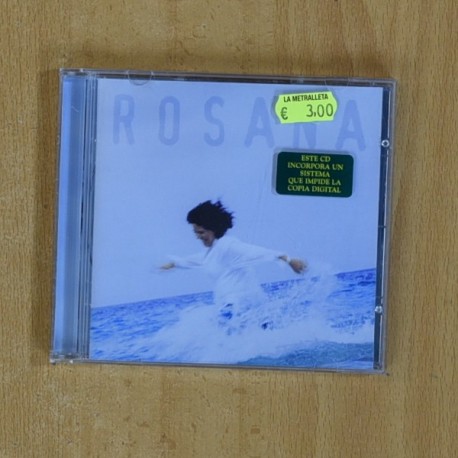 ROSANA
LA METRALLETA
€ 3,00
ESTE CD
INCORPORA UN
SISTEMA
QUE IMPIDE LA
COPIA DIGITAL